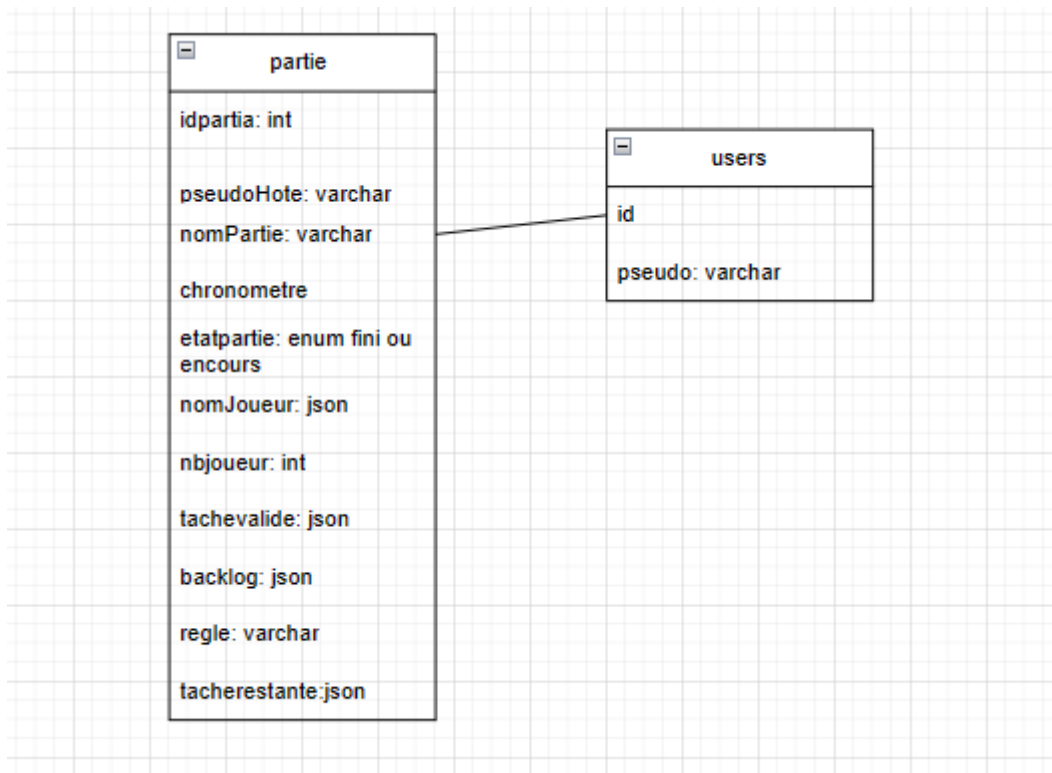 partie
idpartia: int
pseudoHote: varchar
nomPartie: varchar
chronometre
etatpartie: enum fini ou
encours
nomJoueur: json
nbjoueur: int
tachevalide: json
backlog: json
regle: varchar
tacherestante:json
users
id
pseudo: varchar